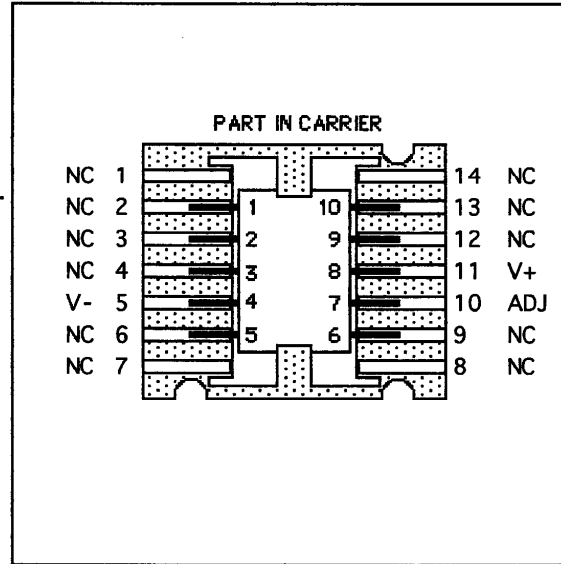 PART IN CARRIER
NC 1 14 NC
NC 2 1 10 13 NC
NC 3 2 9 12 NC
NC 4 3 8 11 V+
V- 5 4 7 10 ADJ
NC 6 5 6 9 NC
NC 7 8 NC